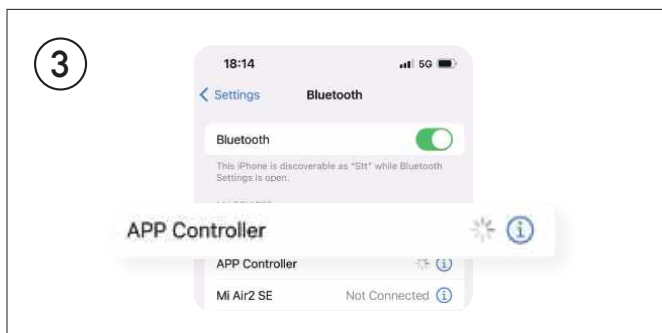 3
18:14 5G
Settings Bluetooth
Bluetooth
This iPhone is discoverable as "Stt" while Bluetooth
Settings is open.
APP Controller
APP Controller
Mi Air2 SE Not Connected